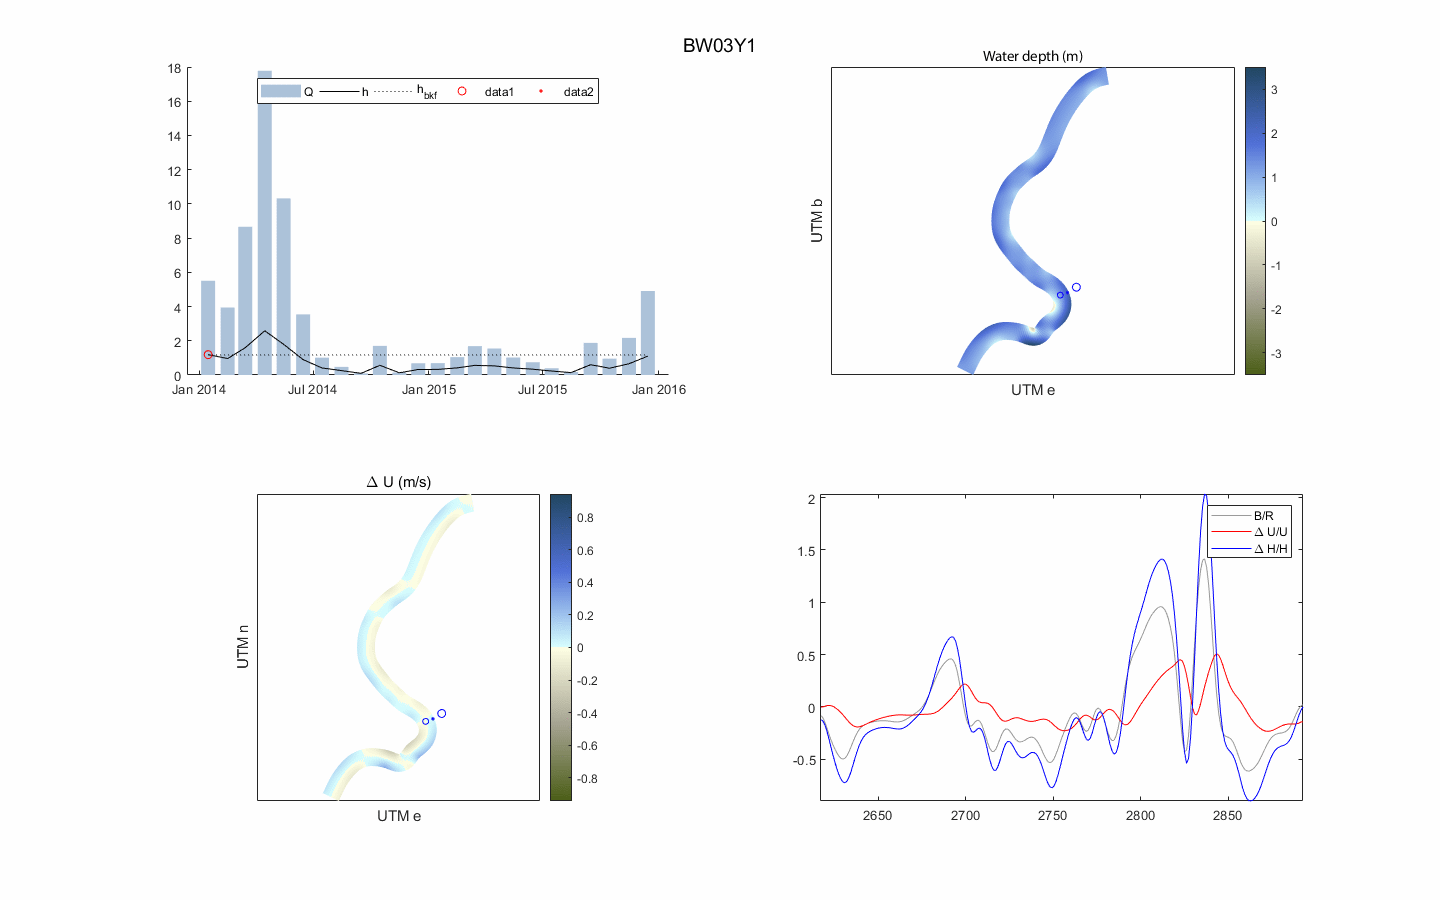 BW03Y1
18
16
14
12
10
8
6
4
2
0
Q h h_bkf data1 data2
Jan 2014 Jul 2014 Jan 2015 Jul 2015 Jan 2016
Water depth (m)
UTM b
UTM e
3
2
1
0
-1
-2
-3
Δ U (m/s)
UTM n
UTM e
0.8
0.6
0.4
0.2
0
-0.2
-0.4
-0.6
-0.8
2
1.5
1
0.5
0
-0.5
B/R
Δ U/U
Δ H/H
2650 2700 2750 2800 2850